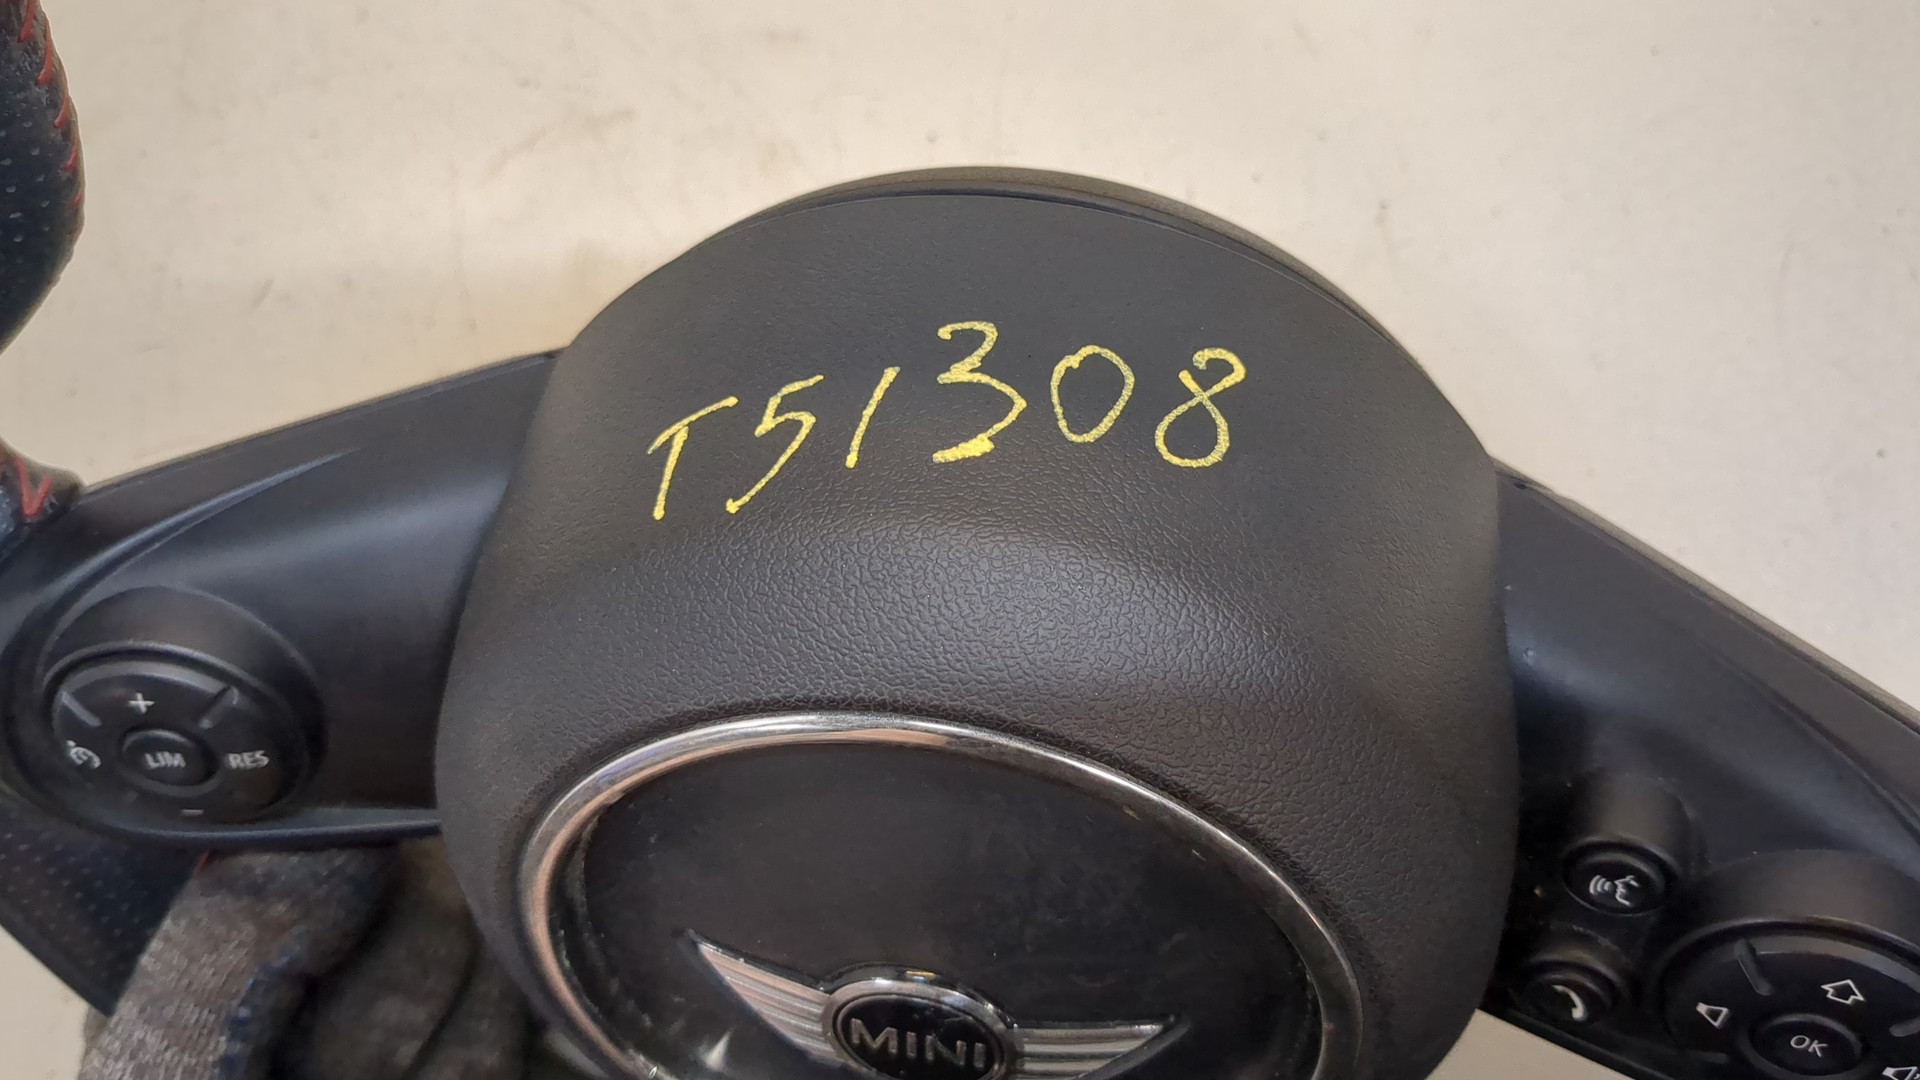 T51308
+
LIM RES
-
MINI
OK